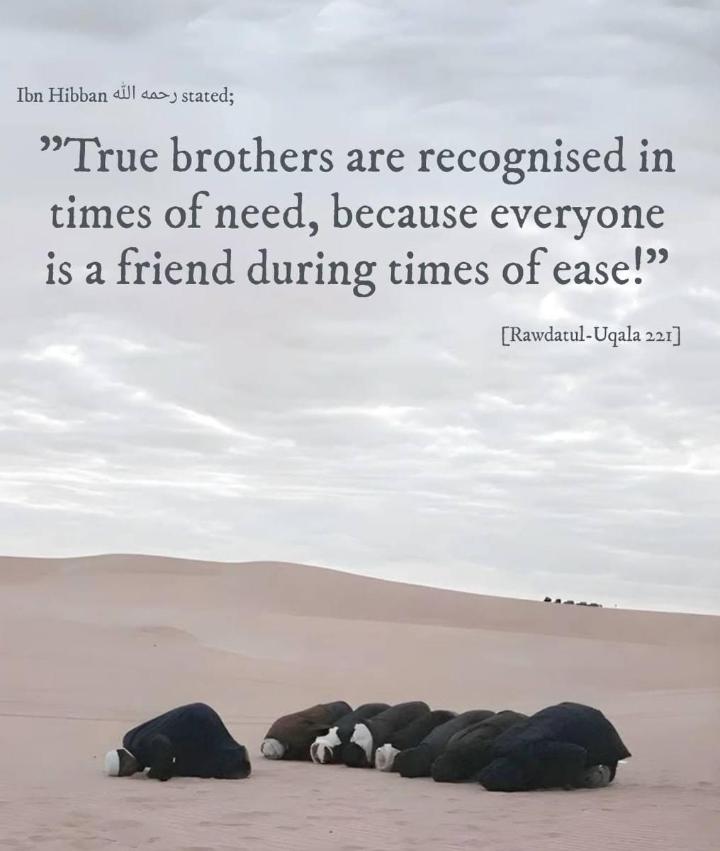 Ibn Hibban رحمه الله stated;
”True brothers are recognised in
times of need, because everyone
is a friend during times of ease!”
[Rawdatul-Uqala 221]